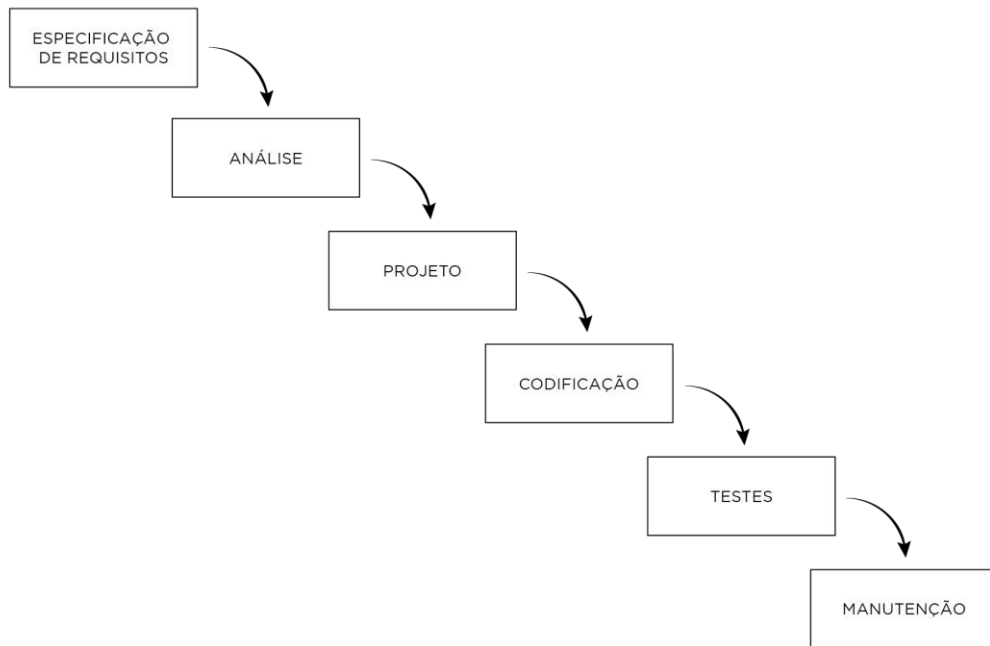 ESPECIFICAÇÃO
DE REQUISITOS
ANÁLISE
PROJETO
CODIFICAÇÃO
TESTES
MANUTENÇÃO